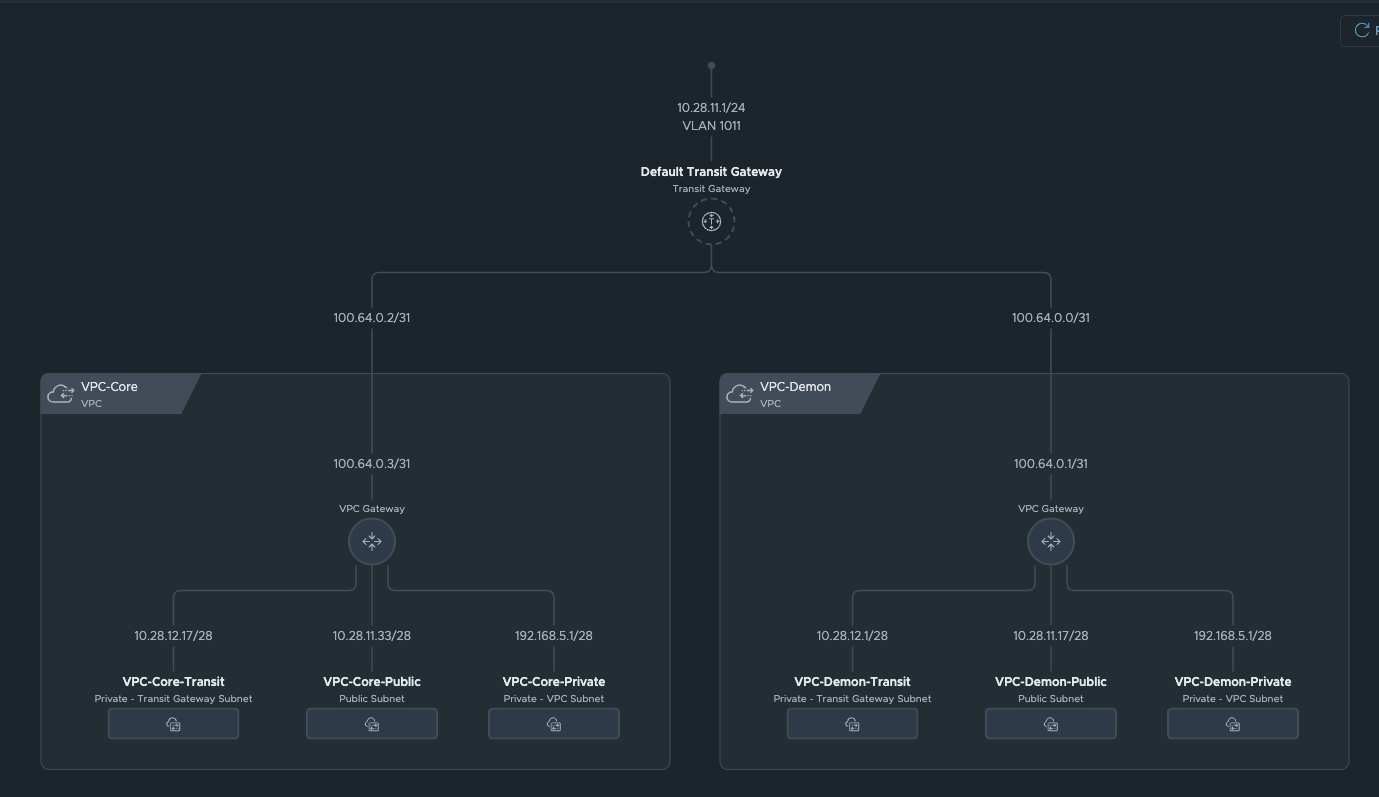 10.28.11.1/24
VLAN 1011
Default Transit Gateway
Transit Gateway
100.64.0.2/31
100.64.0.0/31
VPC-Core
VPC
100.64.0.3/31
VPC Gateway
10.28.12.17/28
10.28.11.33/28
192.168.5.1/28
VPC-Core-Transit
VPC-Core-Public
VPC-Core-Private
Private - Transit Gateway Subnet
Public Subnet
Private - VPC Subnet
VPC-Demon
VPC
100.64.0.1/31
VPC Gateway
10.28.12.1/28
10.28.11.17/28
192.168.5.1/28
VPC-Demon-Transit
VPC-Demon-Public
VPC-Demon-Private
Private - Transit Gateway Subnet
Public Subnet
Private - VPC Subnet